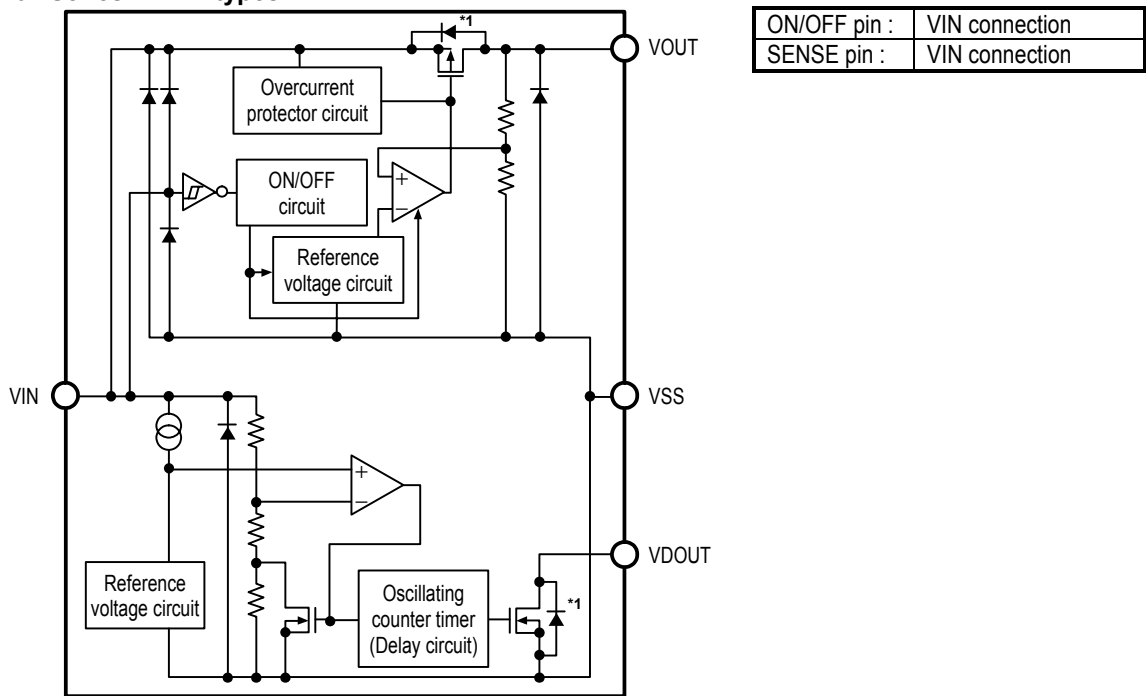 *1
VOUT
ON/OFF pin : VIN connection
SENSE pin : VIN connection
Overcurrent
protector circuit
ON/OFF
circuit
+
−
Reference
voltage circuit
VIN
VSS
+
−
VDOUT
Reference
voltage circuit
Oscillating
counter timer
(Delay circuit)
*1